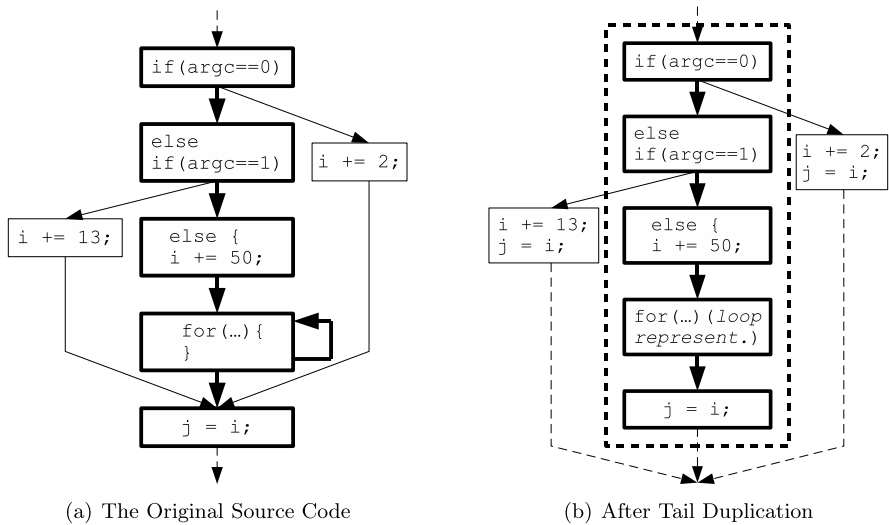 if(argc==0)
else
if(argc==1)
i += 2;
i += 13;
else {
i += 50;
for(…){
}
j = i;
(a) The Original Source Code
if(argc==0)
else
if(argc==1)
i += 2;
j = i;
i += 13;
j = i;
else {
i += 50;
for(…)(loop
represent.)
j = i;
(b) After Tail Duplication